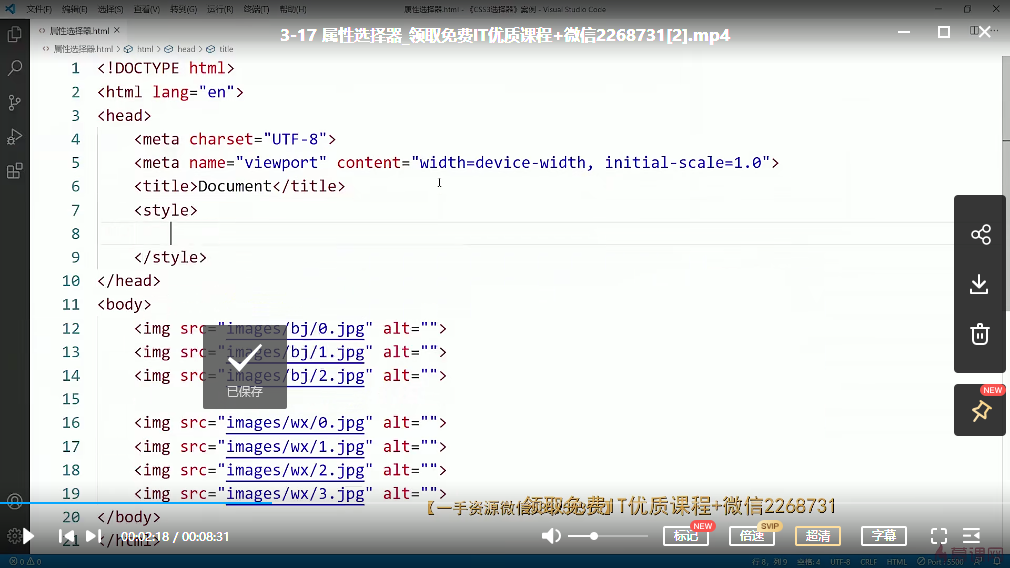 文件(F) 编辑(E) 选择(S) 查看(V) 转到(G) 运行(R) 终端(T) 帮助(H)
属性选择器.html - 《CSS3选择器》案例 - Visual Studio Code
属性选择器.html
3-17 属性选择器_领取免费IT优质课程+微信2268731[2].mp4
属性选择器.html > html > head > title
1 <!DOCTYPE html>
2 <html lang="en">
3 <head>
4 <meta charset="UTF-8">
5 <meta name="viewport" content="width=device-width, initial-scale=1.0">
6 <title>Document</title>
7 <style>
8
9 </style>
10 </head>
11 <body>
12 <img src="images/bj/0.jpg" alt="">
13 <img src="images/bj/1.jpg" alt="">
14 <img src="images/bj/2.jpg" alt="">
已保存
15
16 <img src="images/wx/0.jpg" alt="">
17 <img src="images/wx/1.jpg" alt="">
18 <img src="images/wx/2.jpg" alt="">
19 <img src="images/wx/3.jpg" alt="">
20 </body>
21 </html>
NEW
【一手资源微信
领取免费IT优质课程+微信2268731
00:02:18 / 00:08:31
标记 NEW
倍速 SVIP
超清
字幕
慕课网
0 0
行 8，列 9 空格: 4 UTF-8 CRLF HTML Port : 5500